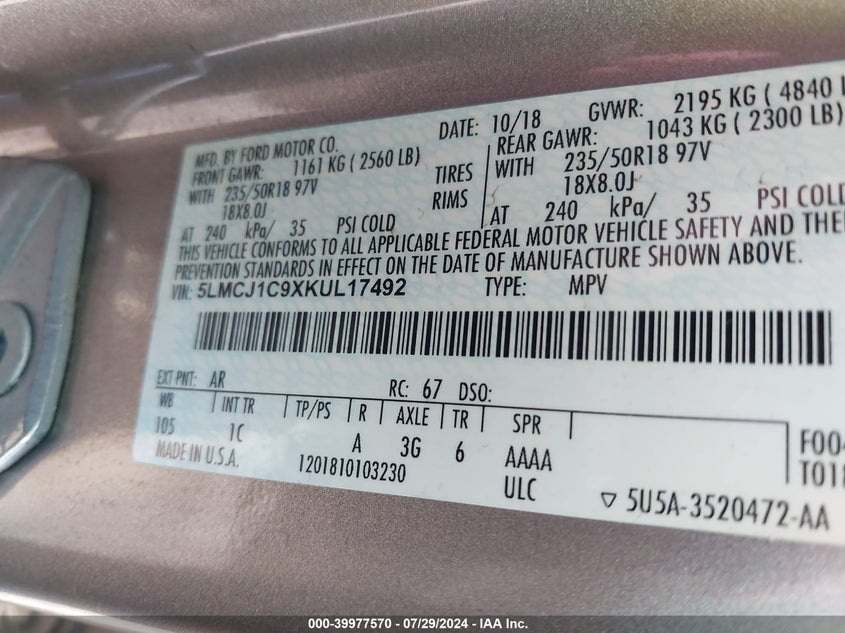 MFD. BY FORD MOTOR CO. DATE: 10/18 GVWR: 2195 KG ( 4840 L
FRONT GAWR: 1161 KG ( 2560 LB) REAR GAWR: 1043 KG ( 2300 LB)
WITH 235/50R18 97V TIRES WITH 235/50R18 97V
18X8.0J RIMS 18X8.0J
AT 240 kPa/ 35 PSI COLD AT 240 kPa/ 35 PSI COLD
THIS VEHICLE CONFORMS TO ALL APPLICABLE FEDERAL MOTOR VEHICLE SAFETY AND THE
PREVENTION STANDARDS IN EFFECT ON THE DATE OF MANUFACTURE SHOWN ABOVE.
VIN: 5LMCJ1C9XKUL17492 TYPE: MPV
EXT PNT: AR RC: 67 DSO:
WB INT TR TP/PS R AXLE TR SPR
105 1C A 3G 6 AAAA F004
MADE IN U.S.A. 1201810103230 ULC T018
▽ 5U5A-3520472-AA
000-39977570 / 07/29/2024 - IAA Inc.